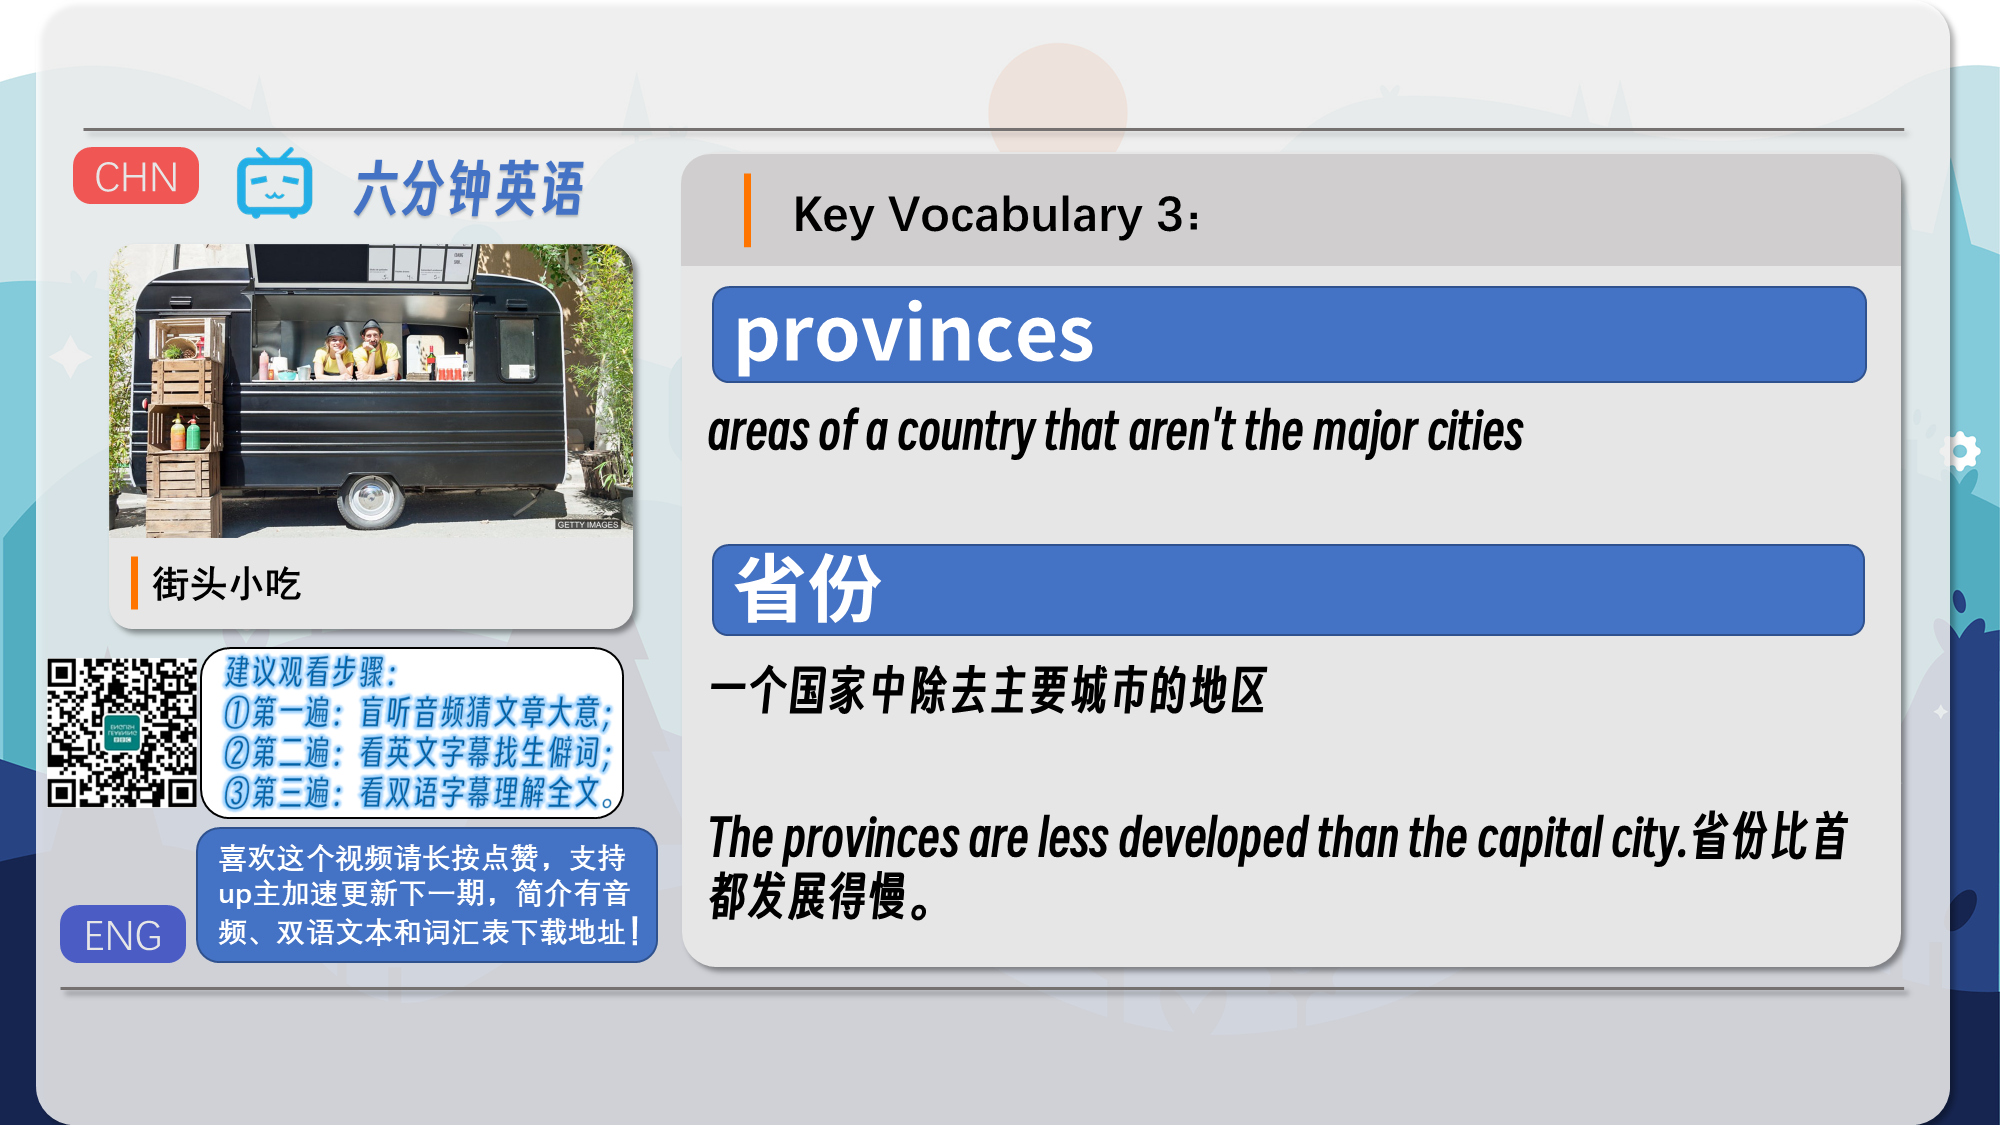 CHN
六分钟英语
GETTY IMAGES
街头小吃
建议观看步骤：
①第一遍：盲听音频猜文章大意；
②第二遍：看英文字幕找生僻词；
③第三遍：看双语字幕理解全文。
喜欢这个视频请长按点赞，支持
up主加速更新下一期，简介有音
频、双语文本和词汇表下载地址！
ENG
Key Vocabulary 3：
provinces
areas of a country that aren't the major cities
省份
一个国家中除去主要城市的地区
The provinces are less developed than the capital city.省份比首
都发展得慢。